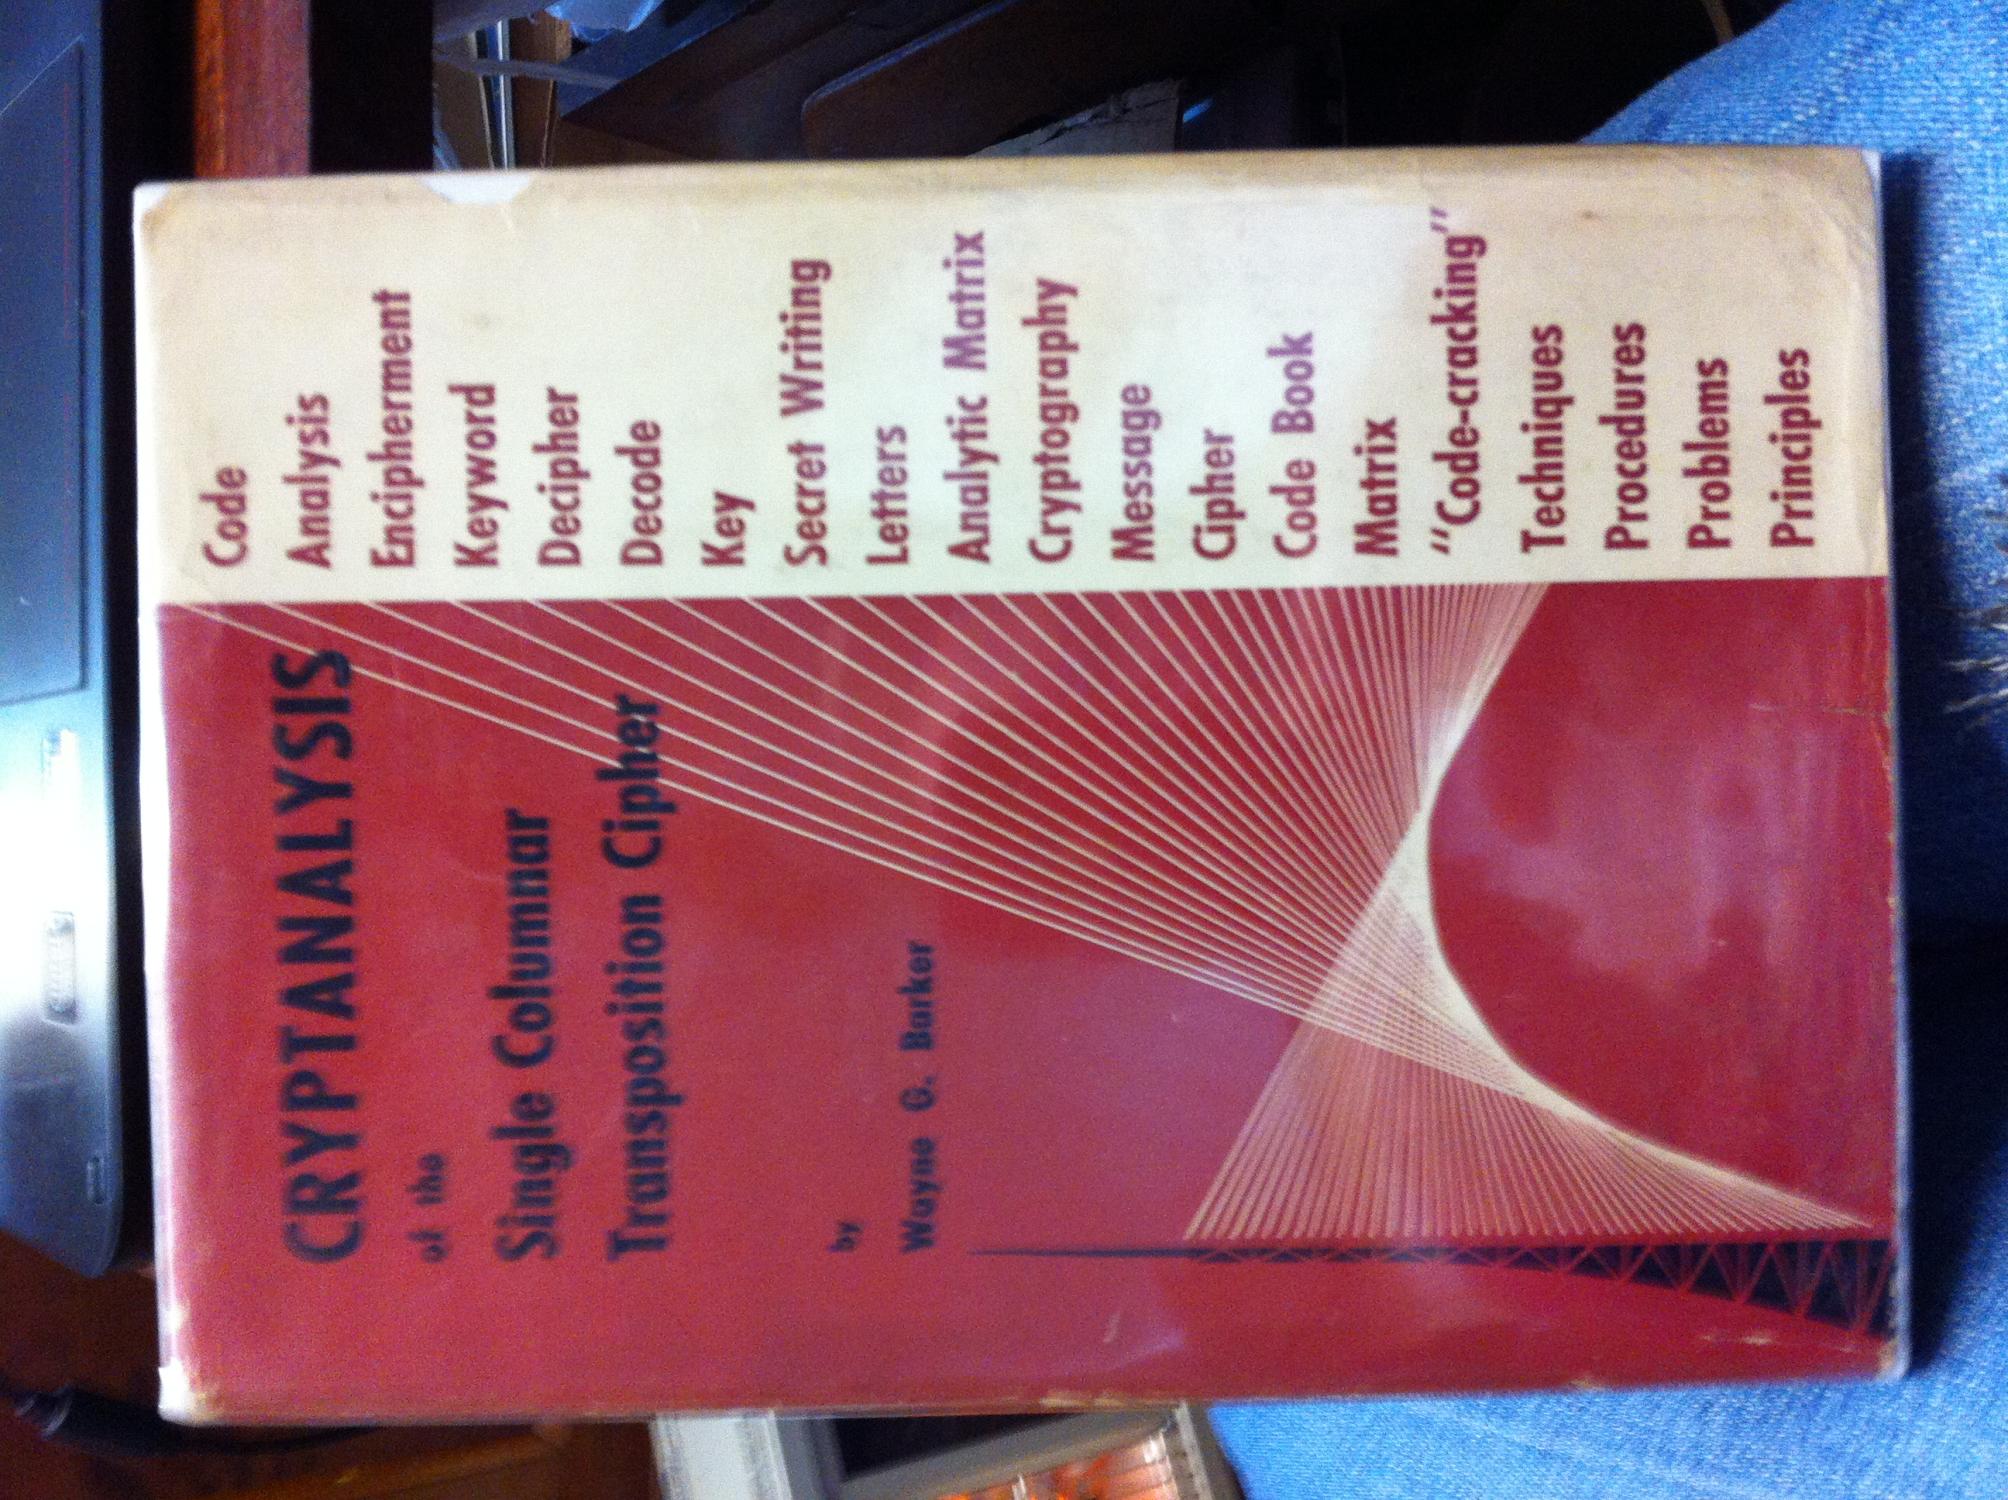 CRYPTANALYSIS
of the
Single Columnar
Transposition Cipher
by
Wayne G. Barker
Code
Analysis
Encipherment
Keyword
Decipher
Decode
Key
Secret Writing
Letters
Analytic Matrix
Cryptography
Message
Cipher
Code Book
Matrix
"Code-cracking"
Techniques
Procedures
Problems
Principles